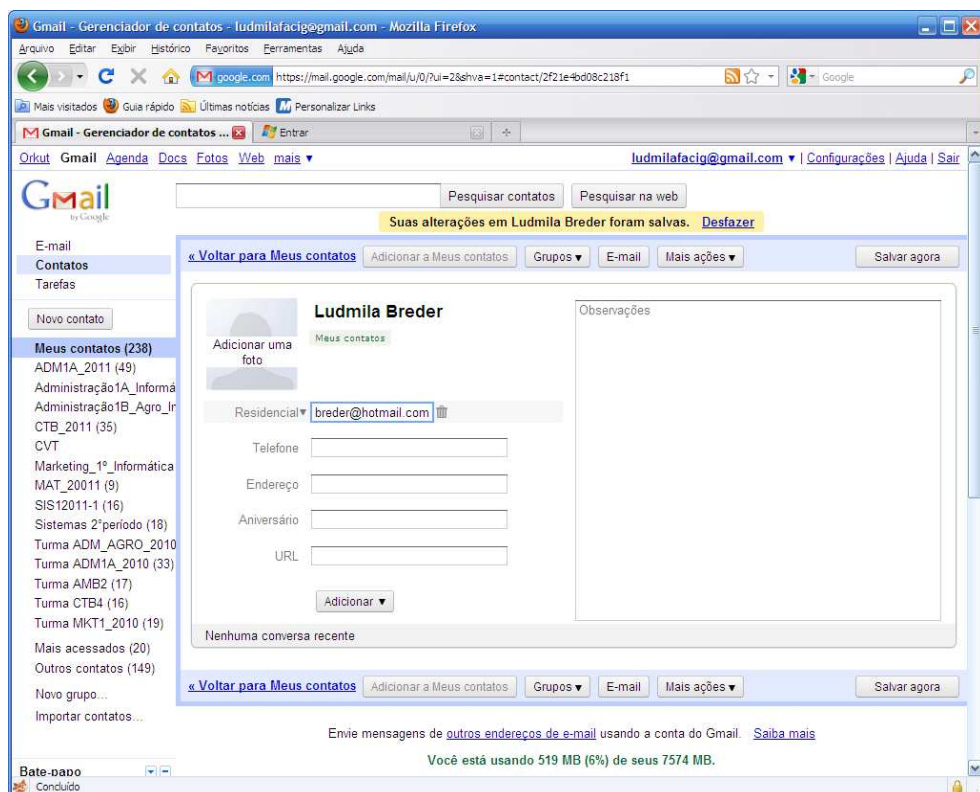 Gmail - Gerenciador de contatos - ludmilafacig@gmail.com - Mozilla Firefox
Arquivo Editar Exibir Histórico Favoritos Ferramentas Ajuda
google.com https://mail.google.com/mail/u/0/?ui=2&shva=1#contact/2f21e4bd08c218f1 Google
Mais visitados Guia rápido Últimas notícias Personalizar Links
Gmail - Gerenciador de contatos ... Entrar
Orkut Gmail Agenda Docs Fotos Web mais ▼ ludmilafacig@gmail.com ▼ | Configurações | Ajuda | Sair
Gmail
by Google
Pesquisar contatos Pesquisar na web
Suas alterações em Ludmila Breder foram salvas. Desfazer
E-mail
Contatos
Tarefas
Novo contato
Meus contatos (238)
ADM1A_2011 (49)
Administração1A_Informá
Administração1B_Agro_In
CTB_2011 (35)
CVT
Marketing_1º_Informática
MAT_20011 (9)
SIS12011-1 (16)
Sistemas 2°período (18)
Turma ADM_AGRO_2010
Turma ADM1A_2010 (33)
Turma AMB2 (17)
Turma CTB4 (16)
Turma MKT1_2010 (19)
Mais acessados (20)
Outros contatos (149)
Novo grupo...
Importar contatos...
Bate-papo
« Voltar para Meus contatos Adicionar a Meus contatos Grupos ▼ E-mail Mais ações ▼ Salvar agora
Adicionar uma
foto
Ludmila Breder
Meus contatos
Residencial▼ breder@hotmail.com
Telefone
Endereço
Aniversário
URL
Adicionar ▼
Observações
Nenhuma conversa recente
« Voltar para Meus contatos Adicionar a Meus contatos Grupos ▼ E-mail Mais ações ▼ Salvar agora
Envie mensagens de outros endereços de e-mail usando a conta do Gmail. Saiba mais
Você está usando 519 MB (6%) de seus 7574 MB.
Concluído